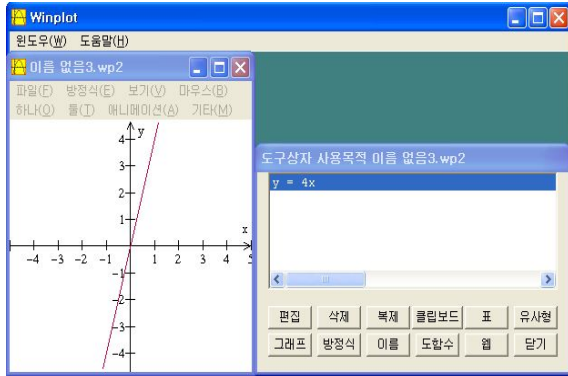 Winplot
윈도우(W) 도움말(H)
이름 없음3.wp2
파일(F) 방정식(E) 보기(V) 마우스(B)
하나(O) 툴(T) 애니메이션(A) 기타(M)
y
4
3
2
1
x
-4 -3 -2 -1 1 2 3 4 5
-1
-2
-3
-4
도구상자 사용목적 이름 없음3.wp2
y = 4x
편집 삭제 복제 클립보드 표 유사형
그래프 방정식 이름 도함수 웹 닫기